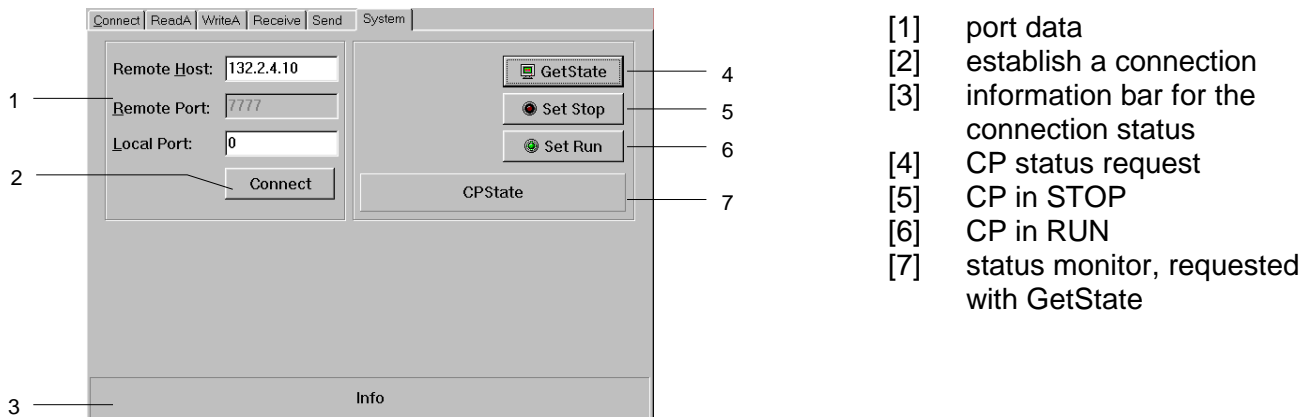 Connect ReadA WriteA Receive Send System
Remote Host: 132.2.4.10
Remote Port: 7777
Local Port: 0
Connect
GetState
Set Stop
Set Run
CPState
Info
1
2
3
4
5
6
7
[1] port data
[2] establish a connection
[3] information bar for the
connection status
[4] CP status request
[5] CP in STOP
[6] CP in RUN
[7] status monitor, requested
with GetState